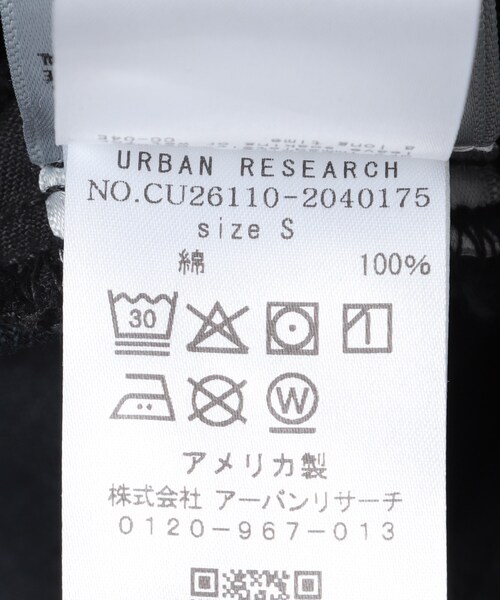 URBAN RESEARCH
NO.CU26110-2040175
size S
綿 100%
30
W
アメリカ製
株式会社 アーバンリサーチ
0120-967-013